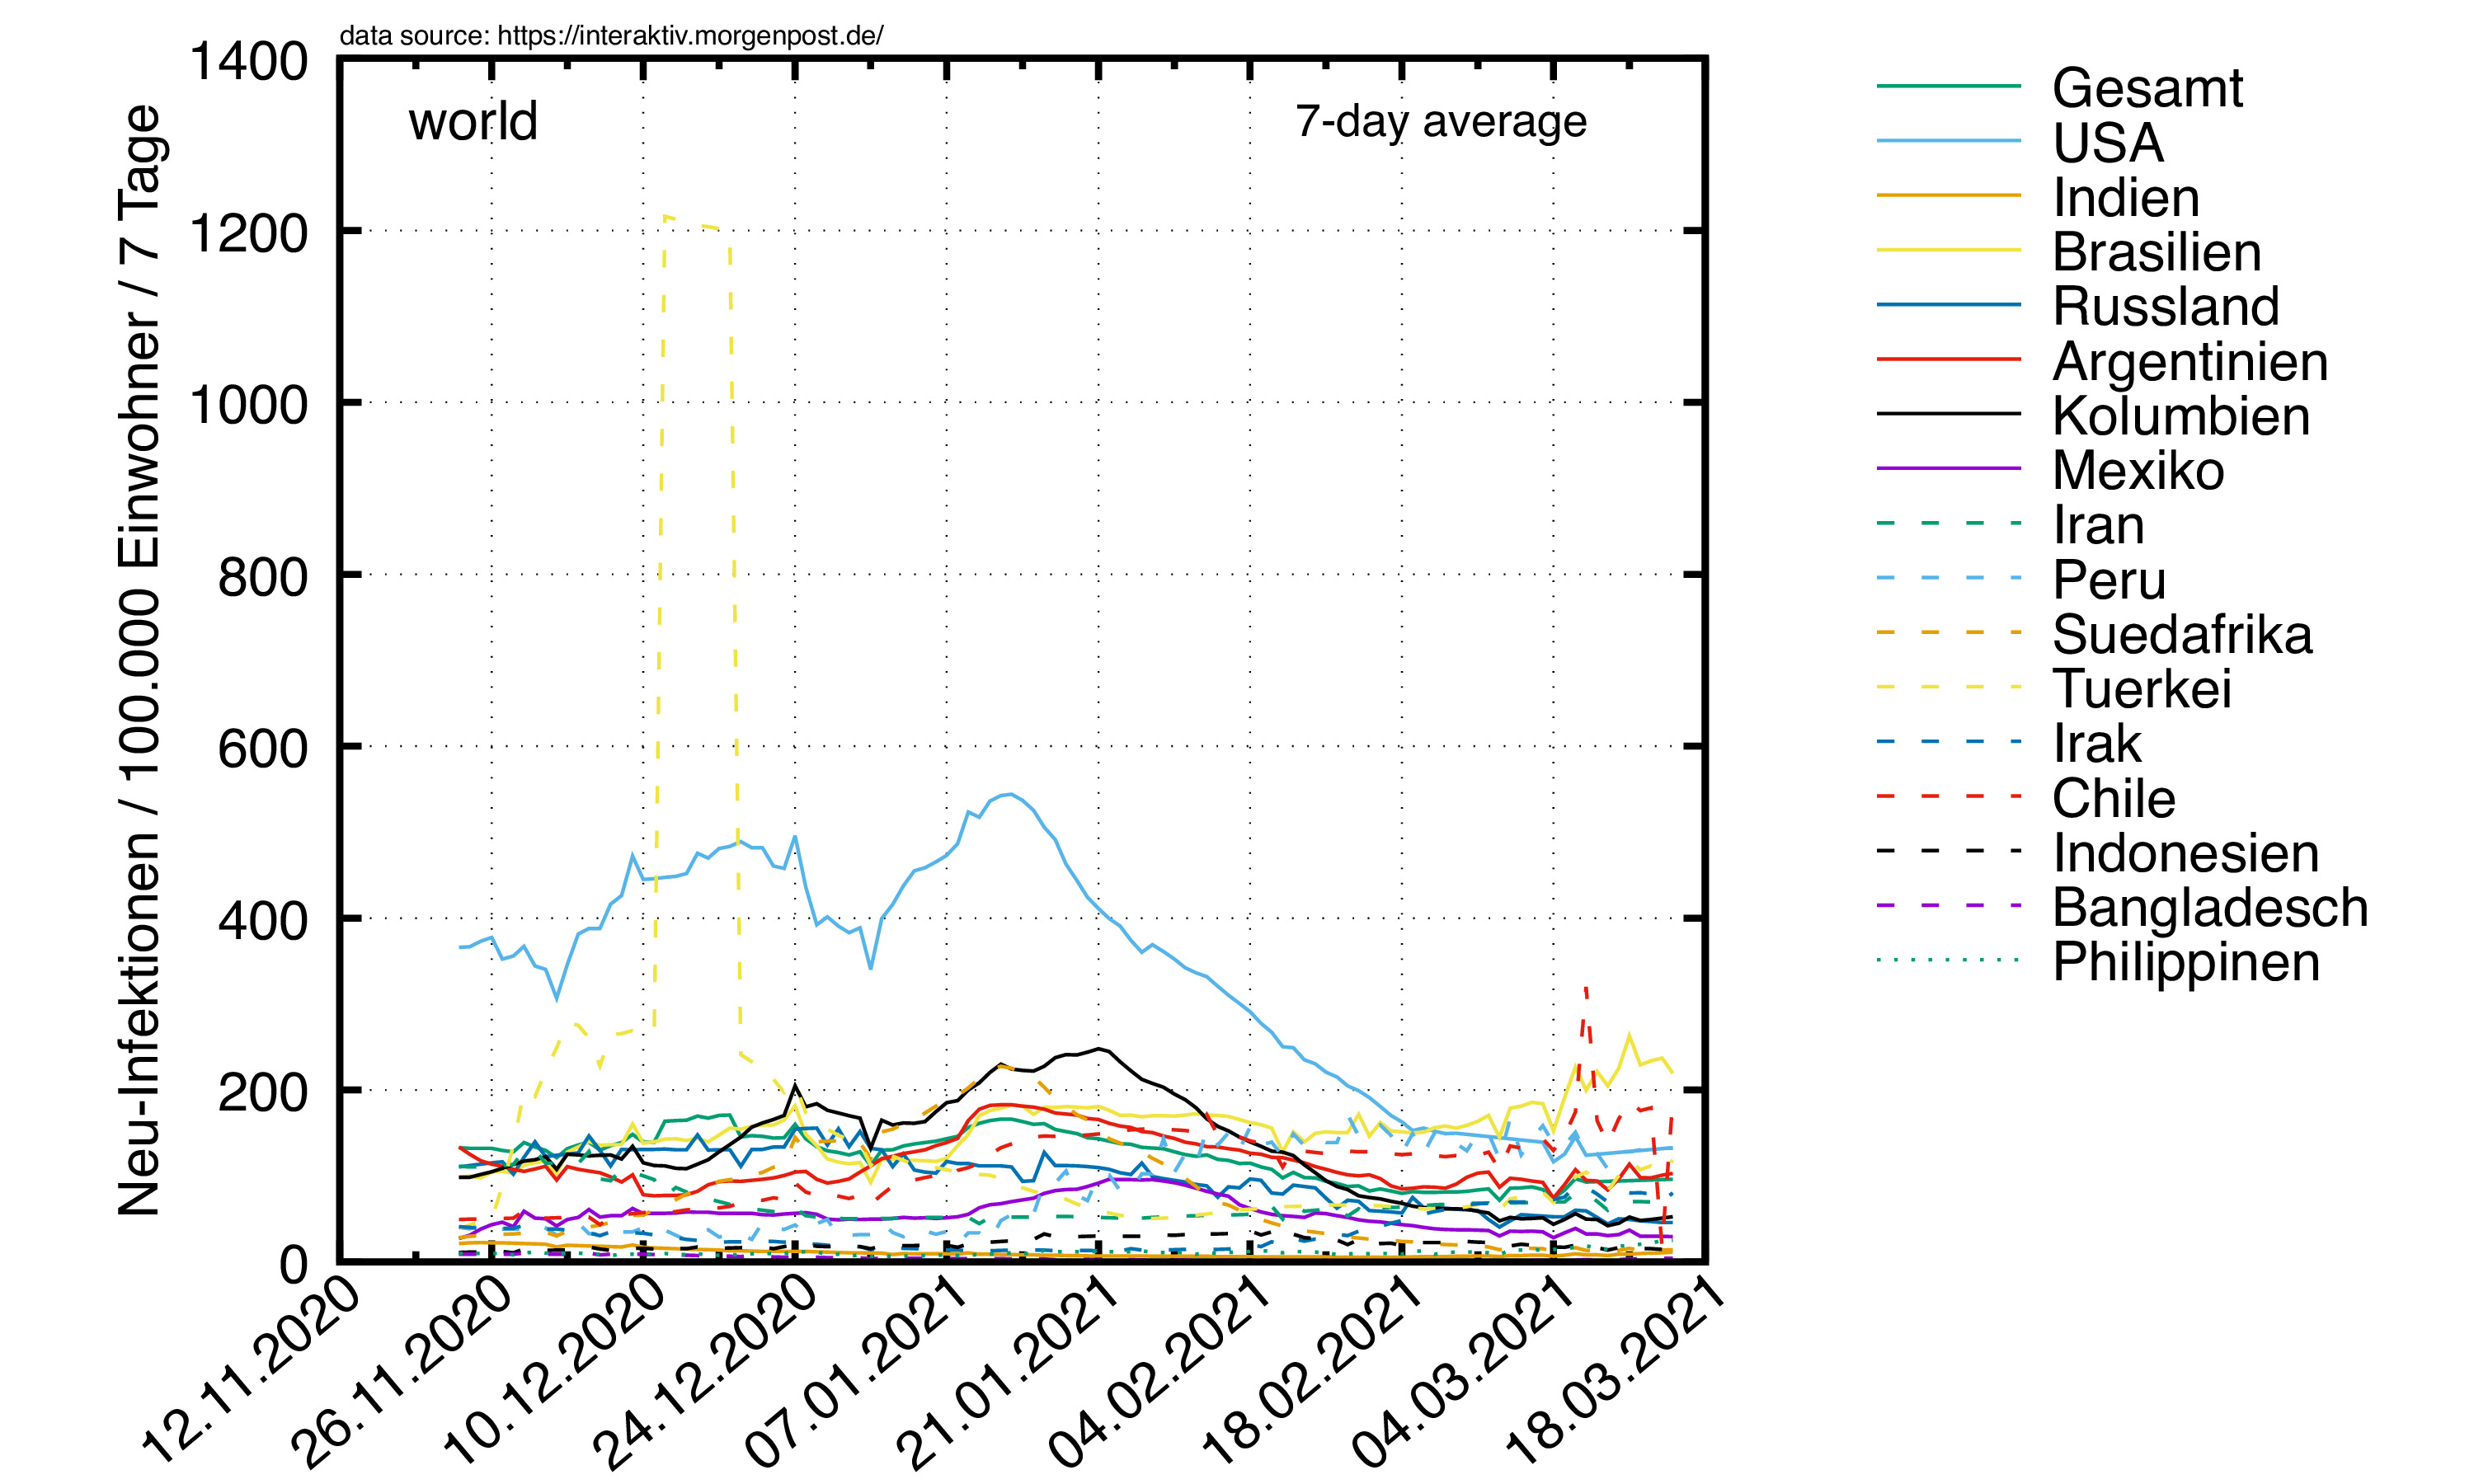 data source: https://interaktiv.morgenpost.de/
world
7-day average
Neu-Infektionen / 100.000 Einwohner / 7 Tage
1400
1200
1000
800
600
400
200
0
12.11.2020
26.11.2020
10.12.2020
24.12.2020
07.01.2021
21.01.2021
04.02.2021
18.02.2021
04.03.2021
18.03.2021
Gesamt
USA
Indien
Brasilien
Russland
Argentinien
Kolumbien
Mexiko
Iran
Peru
Suedafrika
Tuerkei
Irak
Chile
Indonesien
Bangladesch
Philippinen